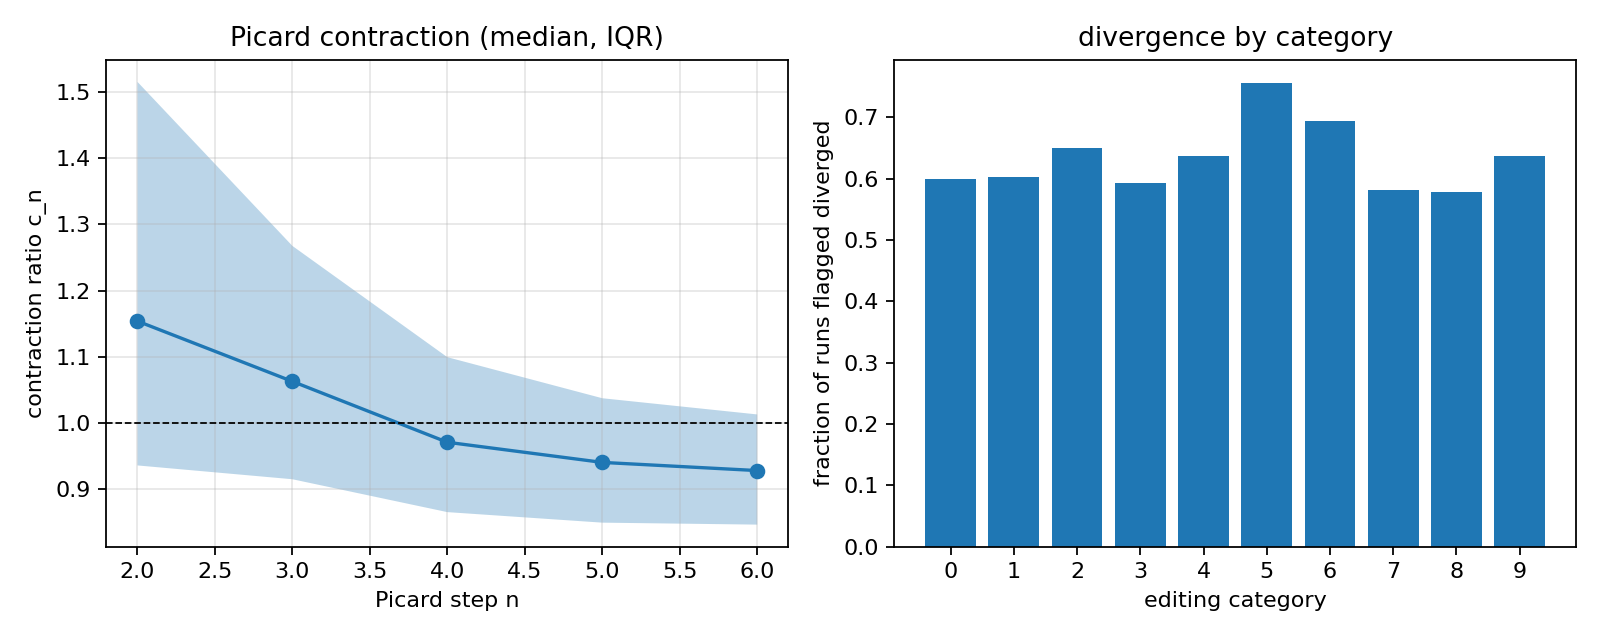 Picard contraction (median, IQR)
contraction ratio c_n
1.5
1.4
1.3
1.2
1.1
1.0
0.9
2.0 2.5 3.0 3.5 4.0 4.5 5.0 5.5 6.0
Picard step n
divergence by category
fraction of runs flagged diverged
0.7
0.6
0.5
0.4
0.3
0.2
0.1
0.0
0 1 2 3 4 5 6 7 8 9
editing category